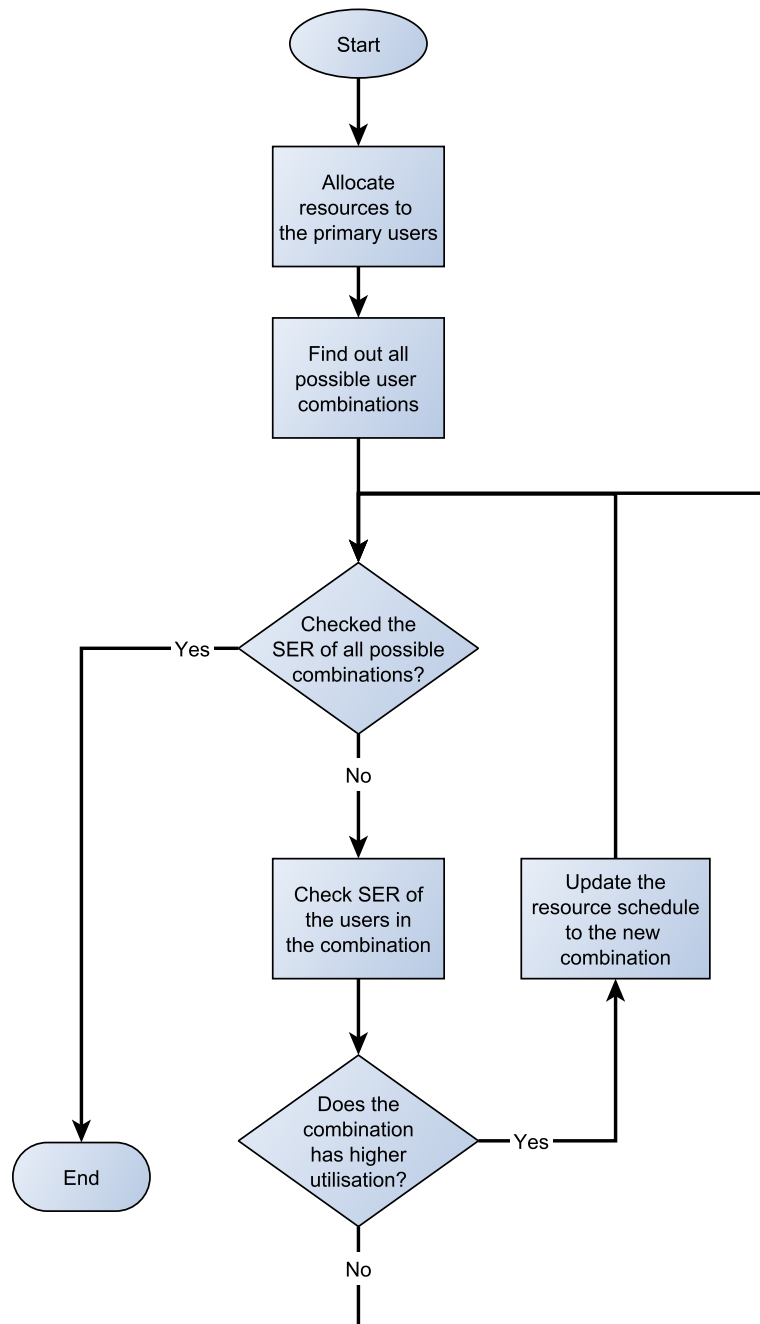 Start
Allocate
resources to
the primary users
Find out all
possible user
combinations
Checked the
SER of all possible
combinations?
Yes
No
Check SER of
the users in
the combination
Update the
resource schedule
to the new
combination
Does the
combination
has higher
utilisation?
Yes
End
No